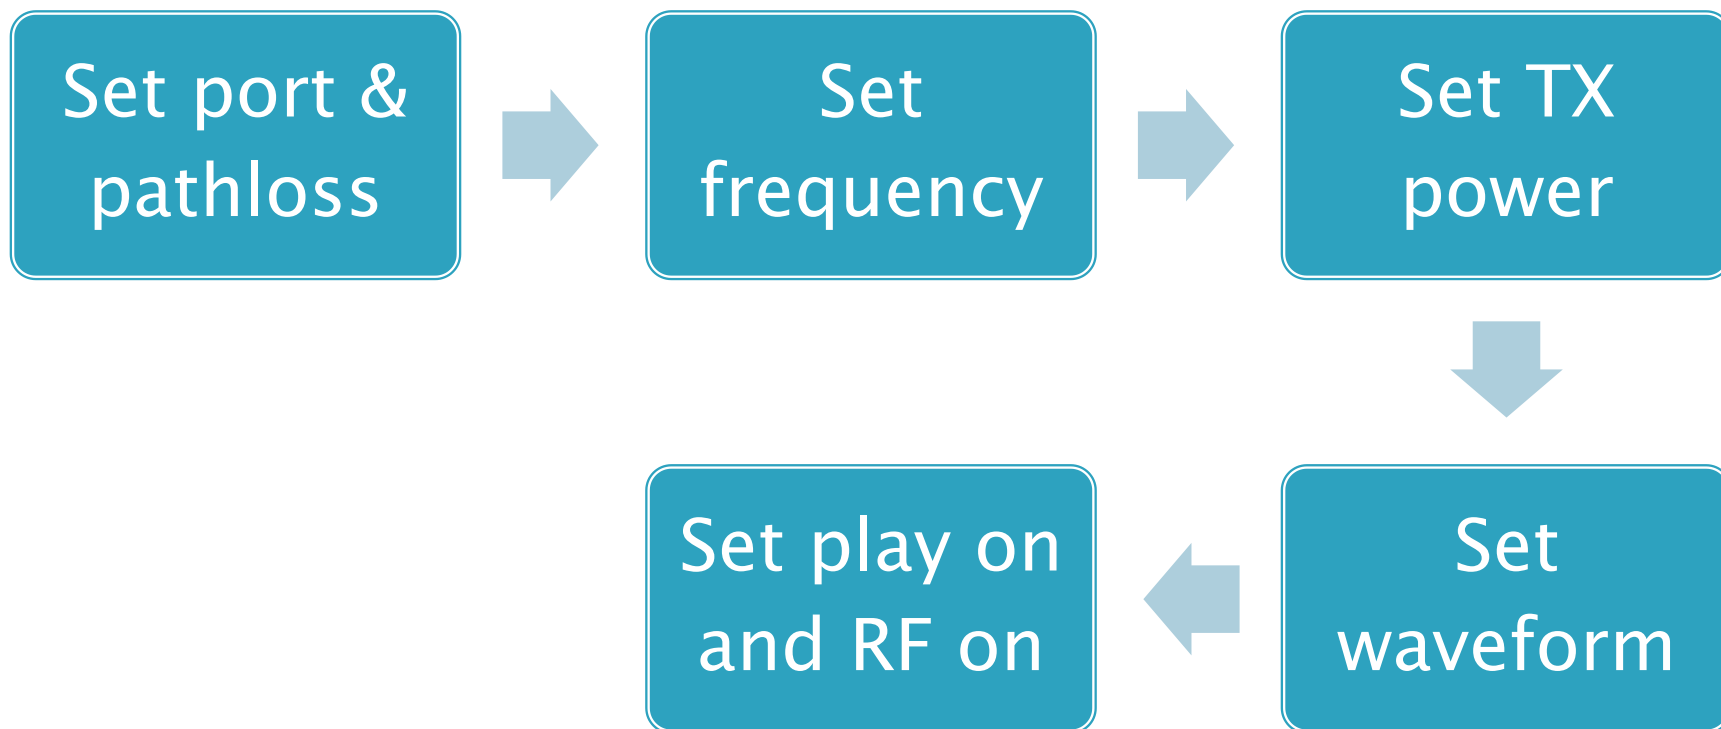 Set port &
pathloss
Set
frequency
Set TX
power
Set
waveform
Set play on
and RF on